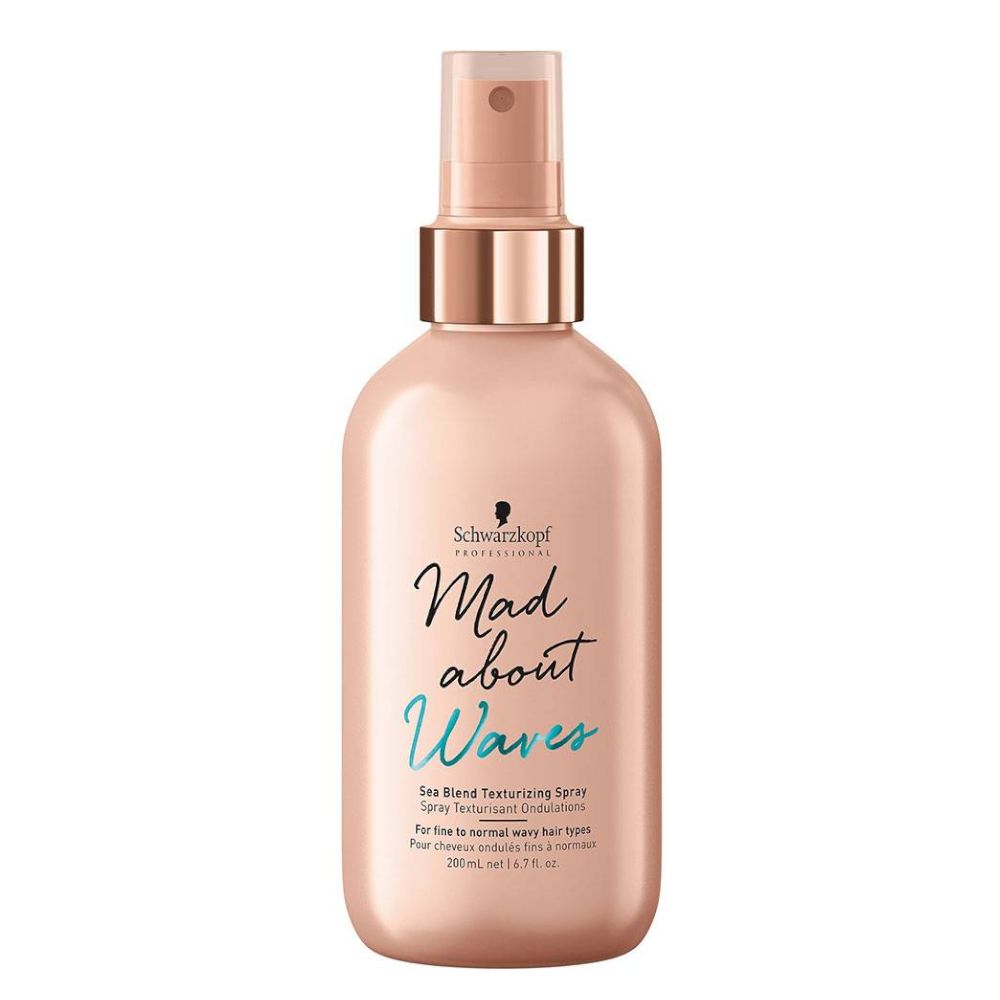 Schwarzkopf
PROFESSIONAL
Mad
about
Waves
Sea Blend Texturizing Spray
Spray Texturisant Ondulations
For fine to normal wavy hair types
Pour cheveux ondulés fins à normaux
200mL net | 6.7 fl. oz.